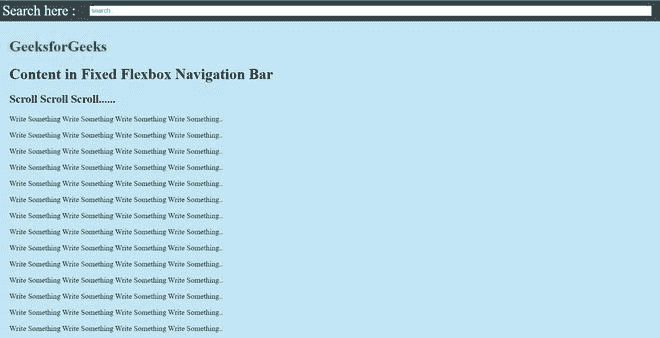 Search here :
search
GeeksforGeeks
Content in Fixed Flexbox Navigation Bar
Scroll Scroll Scroll......
Write Something Write Something Write Something Write Something..
Write Something Write Something Write Something Write Something..
Write Something Write Something Write Something Write Something..
Write Something Write Something Write Something Write Something..
Write Something Write Something Write Something Write Something..
Write Something Write Something Write Something Write Something..
Write Something Write Something Write Something Write Something..
Write Something Write Something Write Something Write Something..
Write Something Write Something Write Something Write Something..
Write Something Write Something Write Something Write Something..
Write Something Write Something Write Something Write Something..
Write Something Write Something Write Something Write Something..
Write Something Write Something Write Something Write Something..
Write Something Write Something Write Something Write Something..